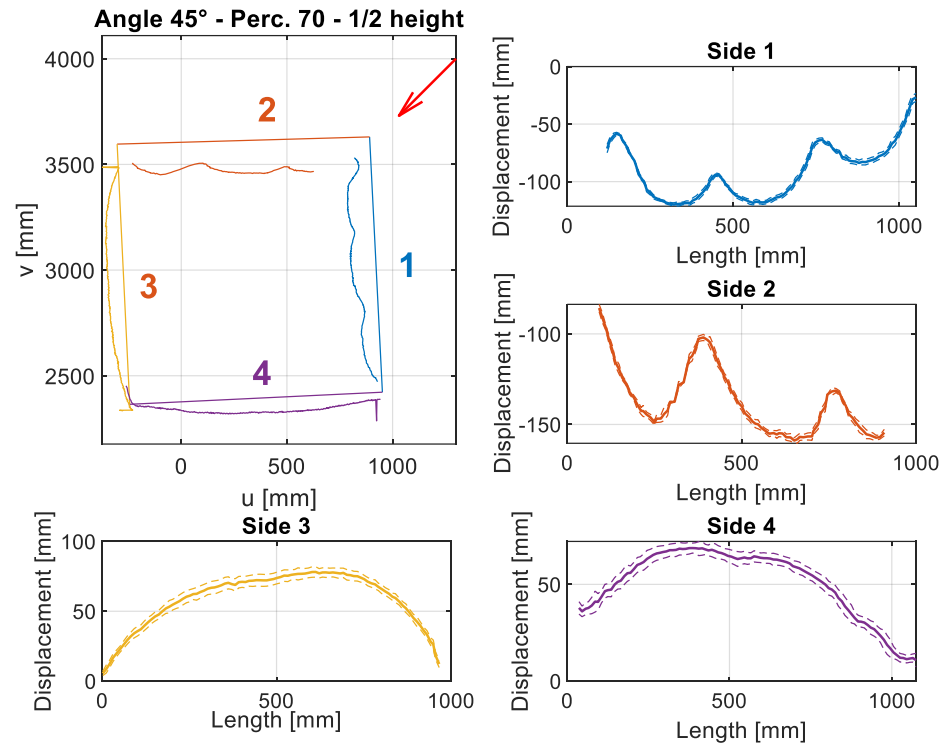 Angle 45° - Perc. 70 - 1/2 height
4000
3500
3000
2500
v [mm]
0
500
1000
u [mm]
2
1
3
4
Side 1
0
-50
-100
Displacement [mm]
0
500
1000
Length [mm]
Side 2
-100
-150
Displacement [mm]
0
500
1000
Length [mm]
Side 3
100
50
0
Displacement [mm]
0
500
1000
Length [mm]
Side 4
50
0
Displacement [mm]
0
500
1000
Length [mm]